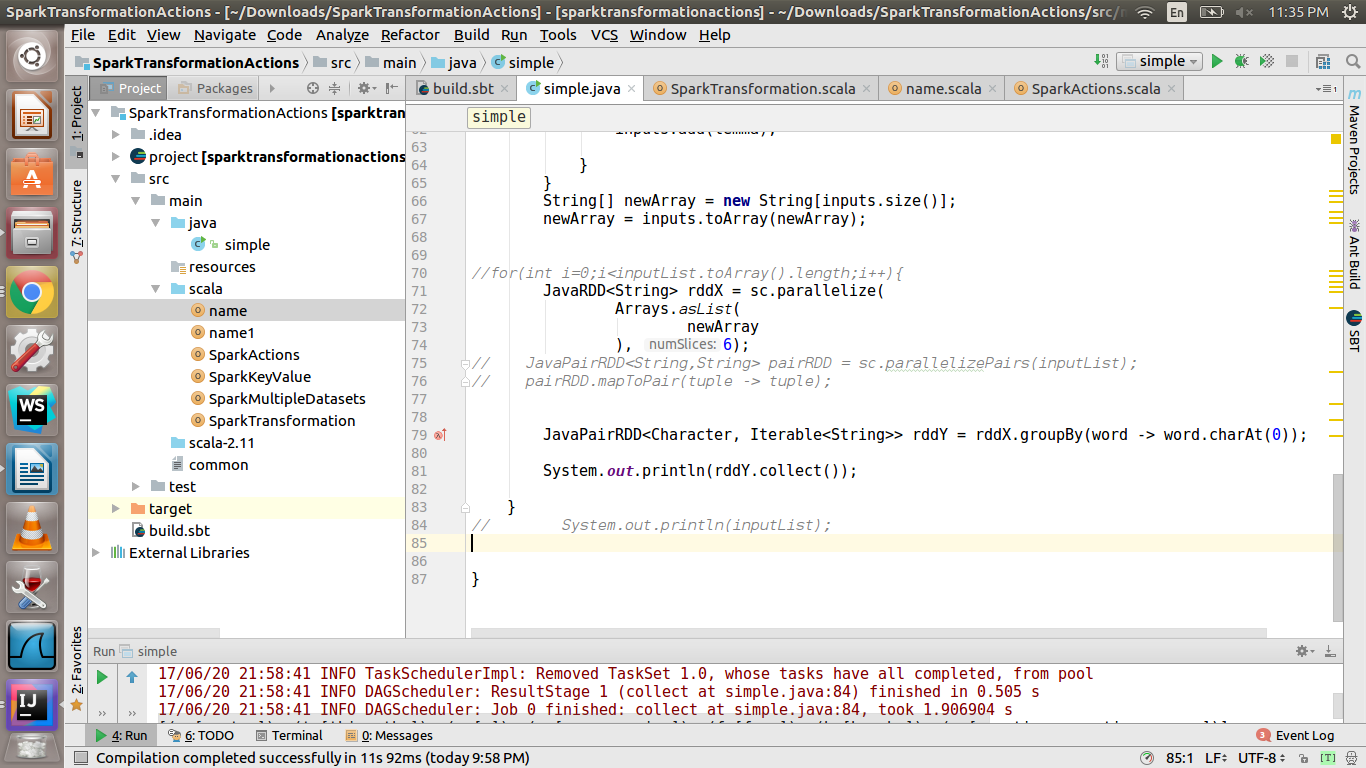 SparkTransformationActions - [~/Downloads/SparkTransformationActions] - [sparktransformationactions] - ~/Downloads/SparkTransformationActions/src/
En 11:35 PM
File Edit View Navigate Code Analyze Refactor Build Run Tools VCS Window Help
SparkTransformationActions src main java simple
simple
Project Packages
build.sbt simple.java SparkTransformation.scala name.scala SparkActions.scala
1: Project
7: Structure
2: Favorites
SparkTransformationActions [sparktran
.idea
project [sparktransformationactions
src
main
java
simple
resources
scala
name
name1
SparkActions
SparkKeyValue
SparkMultipleDatasets
SparkTransformation
scala-2.11
common
test
target
build.sbt
External Libraries
simple
62 inputs.add(lemma);
63
64 }
65 }
66 String[] newArray = new String[inputs.size()];
67 newArray = inputs.toArray(newArray);
68
69
70 //for(int i=0;i<inputList.toArray().length;i++){
71 JavaRDD<String> rddX = sc.parallelize(
72 Arrays.asList(
73 newArray
74 ), numSlices: 6);
75 // JavaPairRDD<String,String> pairRDD = sc.parallelizePairs(inputList);
76 // pairRDD.mapToPair(tuple -> tuple);
77
78
79 JavaPairRDD<Character, Iterable<String>> rddY = rddX.groupBy(word -> word.charAt(0));
80
81 System.out.println(rddY.collect());
82
83 }
84 // System.out.println(inputList);
85
86
87 }
Maven Projects
Ant Build
SBT
Run simple
17/06/20 21:58:41 INFO TaskSchedulerImpl: Removed TaskSet 1.0, whose tasks have all completed, from pool
17/06/20 21:58:41 INFO DAGScheduler: ResultStage 1 (collect at simple.java:84) finished in 0.505 s
17/06/20 21:58:41 INFO DAGScheduler: Job 0 finished: collect at simple.java:84, took 1.906904 s
4: Run 6: TODO Terminal 0: Messages 3 Event Log
Compilation completed successfully in 11s 92ms (today 9:58 PM) 85:1 LF UTF-8 [T]